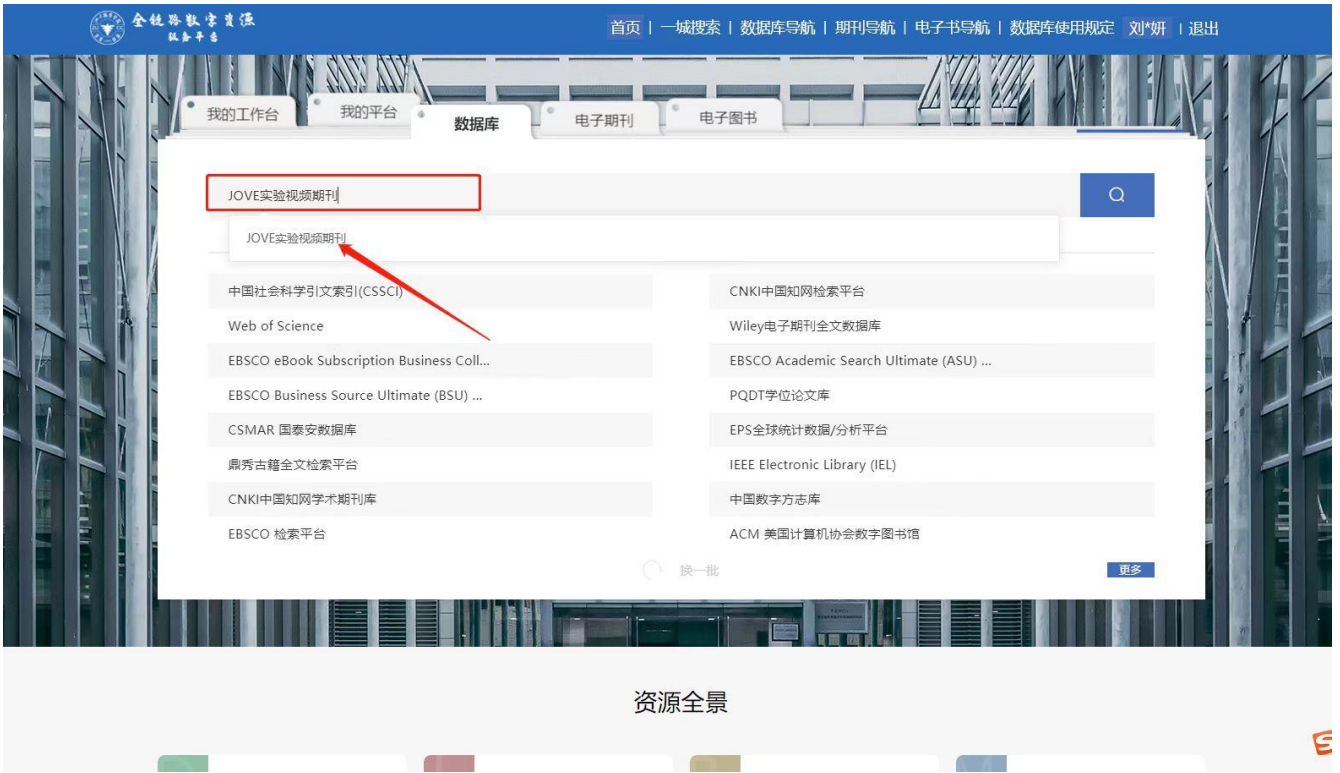 全链路数字资源
服务平台
首页 | 一城搜索 | 数据库导航 | 期刊导航 | 电子书导航 | 数据库使用规定 刘*妍 | 退出
我的工作台 我的平台 数据库 电子期刊 电子图书
JOVE实验视频期刊
JOVE实验视频期刊
中国社会科学引文索引(CSSCI) CNKI中国知网检索平台
Web of Science Wiley电子期刊全文数据库
EBSCO eBook Subscription Business Coll... EBSCO Academic Search Ultimate (ASU) ...
EBSCO Business Source Ultimate (BSU) ... PQDT学位论文库
CSMAR 国泰安数据库 EPS全球统计数据/分析平台
鼎秀古籍全文检索平台 IEEE Electronic Library (IEL)
CNKI中国知网学术期刊库 中国数字方志库
EBSCO 检索平台 ACM 美国计算机协会数字图书馆
换一批 更多
资源全景